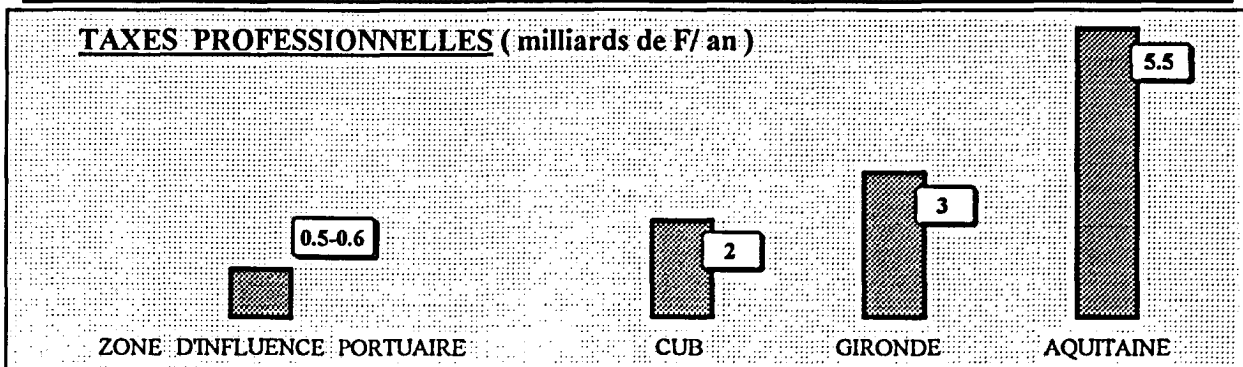 TAXES PROFESSIONNELLES ( milliards de F/ an )
5.5
3
0.5-0.6
2
ZONE D'INFLUENCE PORTUAIRE CUB GIRONDE AQUITAINE